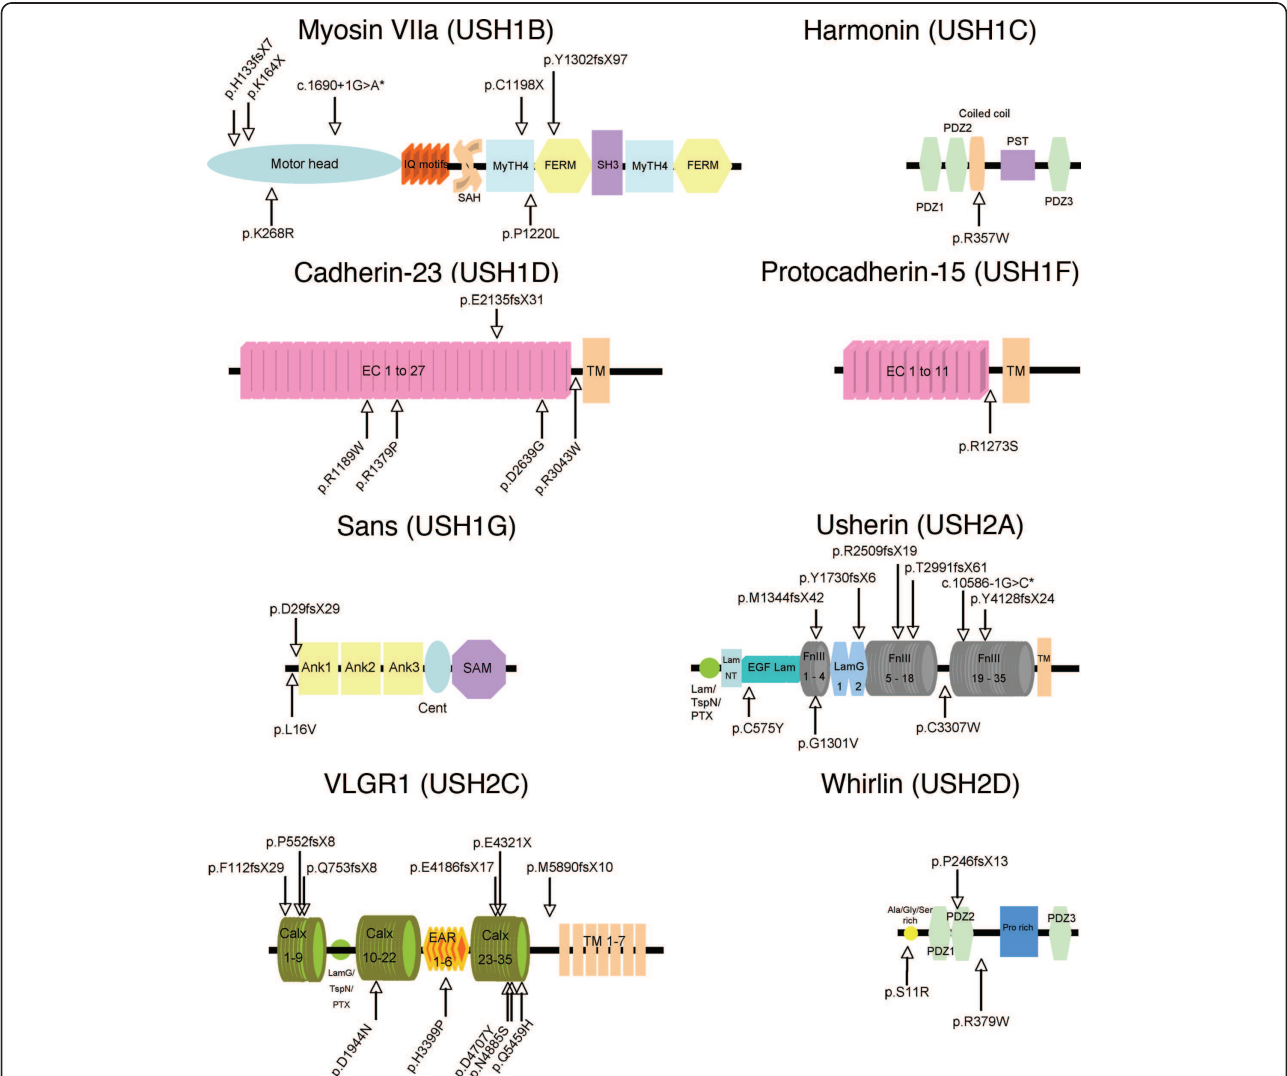 Myosin VIIa (USH1B)
p.H133fsX7
p.K164X
c.1690+1G>A*
p.C1198X
p.Y1302fsX97
Motor head
IQ motifs
SAH
MyTH4
FERM
SH3
MyTH4
FERM
p.K268R
p.P1220L
Harmonin (USH1C)
Coiled coil
PDZ2
PST
PDZ1
PDZ3
p.R357W
Cadherin-23 (USH1D)
p.E2135fsX31
EC 1 to 27
TM
p.R1189W
p.R1379P
p.D2639G
p.R3043W
Protocadherin-15 (USH1F)
EC 1 to 11
TM
p.R1273S
Sans (USH1G)
p.D29fsX29
Ank1
Ank2
Ank3
SAM
Cent
p.L16V
Usherin (USH2A)
p.R2509fsX19
p.T2991fsX61
p.Y1730fsX6
c.10586-1G>C*
p.M1344fsX42
p.Y4128fsX24
Lam
NT
EGF Lam
FnIII
1 - 4
LamG
1 2
FnIII
5 - 18
FnIII
19 - 35
TM
Lam/
TspN/
PTX
p.C575Y
p.G1301V
p.C3307W
VLGR1 (USH2C)
p.P552fsX8
p.E4321X
p.F112fsX29
p.Q753fsX8
p.E4186fsX17
p.M5890fsX10
Calx
1-9
Calx
10-22
EAR
1-6
Calx
23-35
TM 1-7
LamG/
TspN/
PTX
p.D1944N
p.H3399P
p.D4707Y
p.N4885S
p.Q5459H
Whirlin (USH2D)
p.P246fsX13
Ala/Gly/Ser
rich
PDZ2
PDZ1
Pro rich
PDZ3
p.S11R
p.R379W